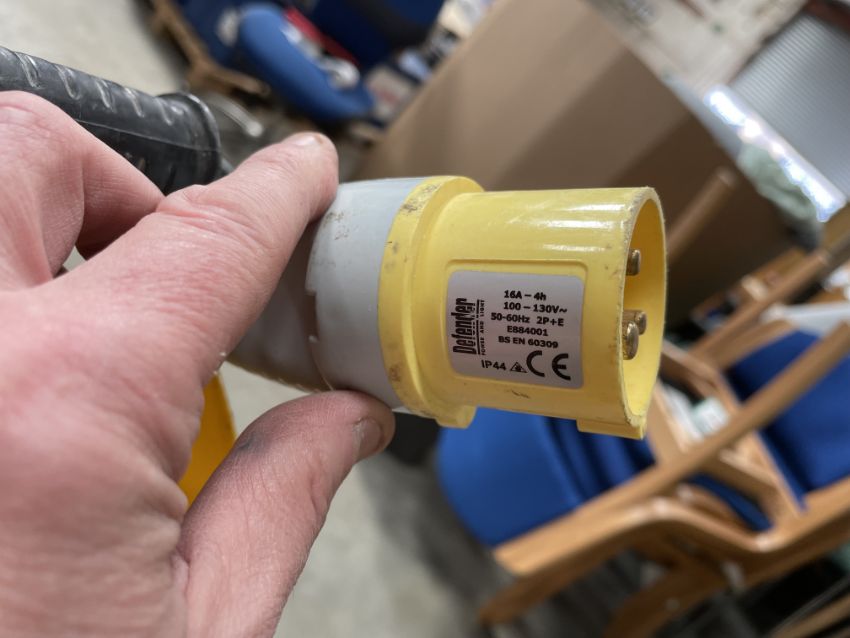 16A – 4h
100 – 130V~
50-60Hz 2P+E
E884001
BS EN 60309
IP44 CE
Defender
POWER AND LIGHT